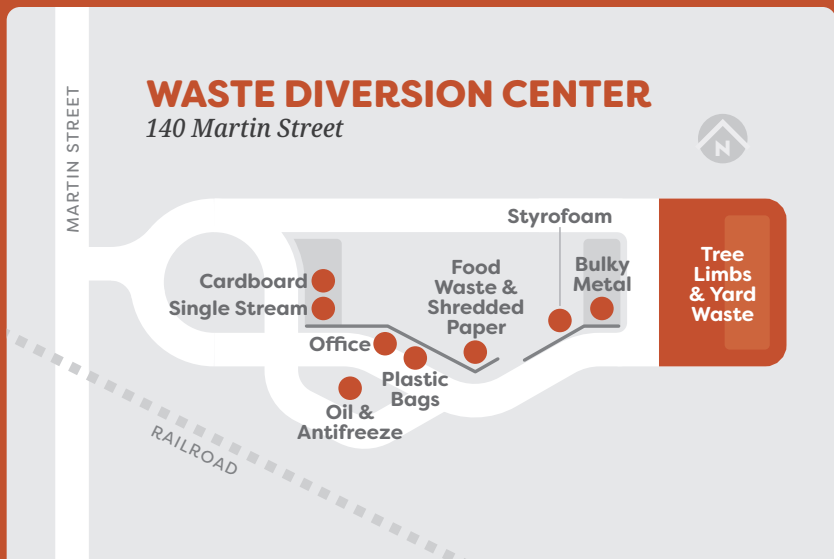 WASTE DIVERSION CENTER
140 Martin Street
MARTIN STREET
N
Styrofoam
Cardboard
Single Stream
Food
Waste &
Shredded
Paper
Bulky
Metal
Tree
Limbs
& Yard
Waste
Office
Plastic
Bags
Oil &
Antifreeze
RAILROAD